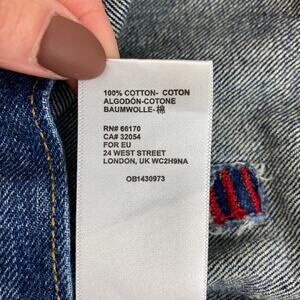 100% COTTON- COTON
ALGODÓN-COTONE
BAUMWOLLE-棉
RN# 66170
CA# 32054
FOR EU
24 WEST STREET
LONDON, UK WC2H9NA
OB1430973